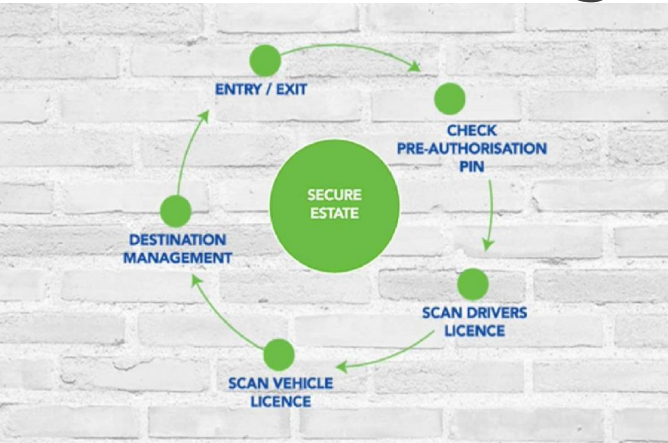 ENTRY / EXIT
CHECK
PRE-AUTHORISATION
PIN
SECURE
ESTATE
DESTINATION
MANAGEMENT
SCAN DRIVERS
LICENCE
SCAN VEHICLE
LICENCE